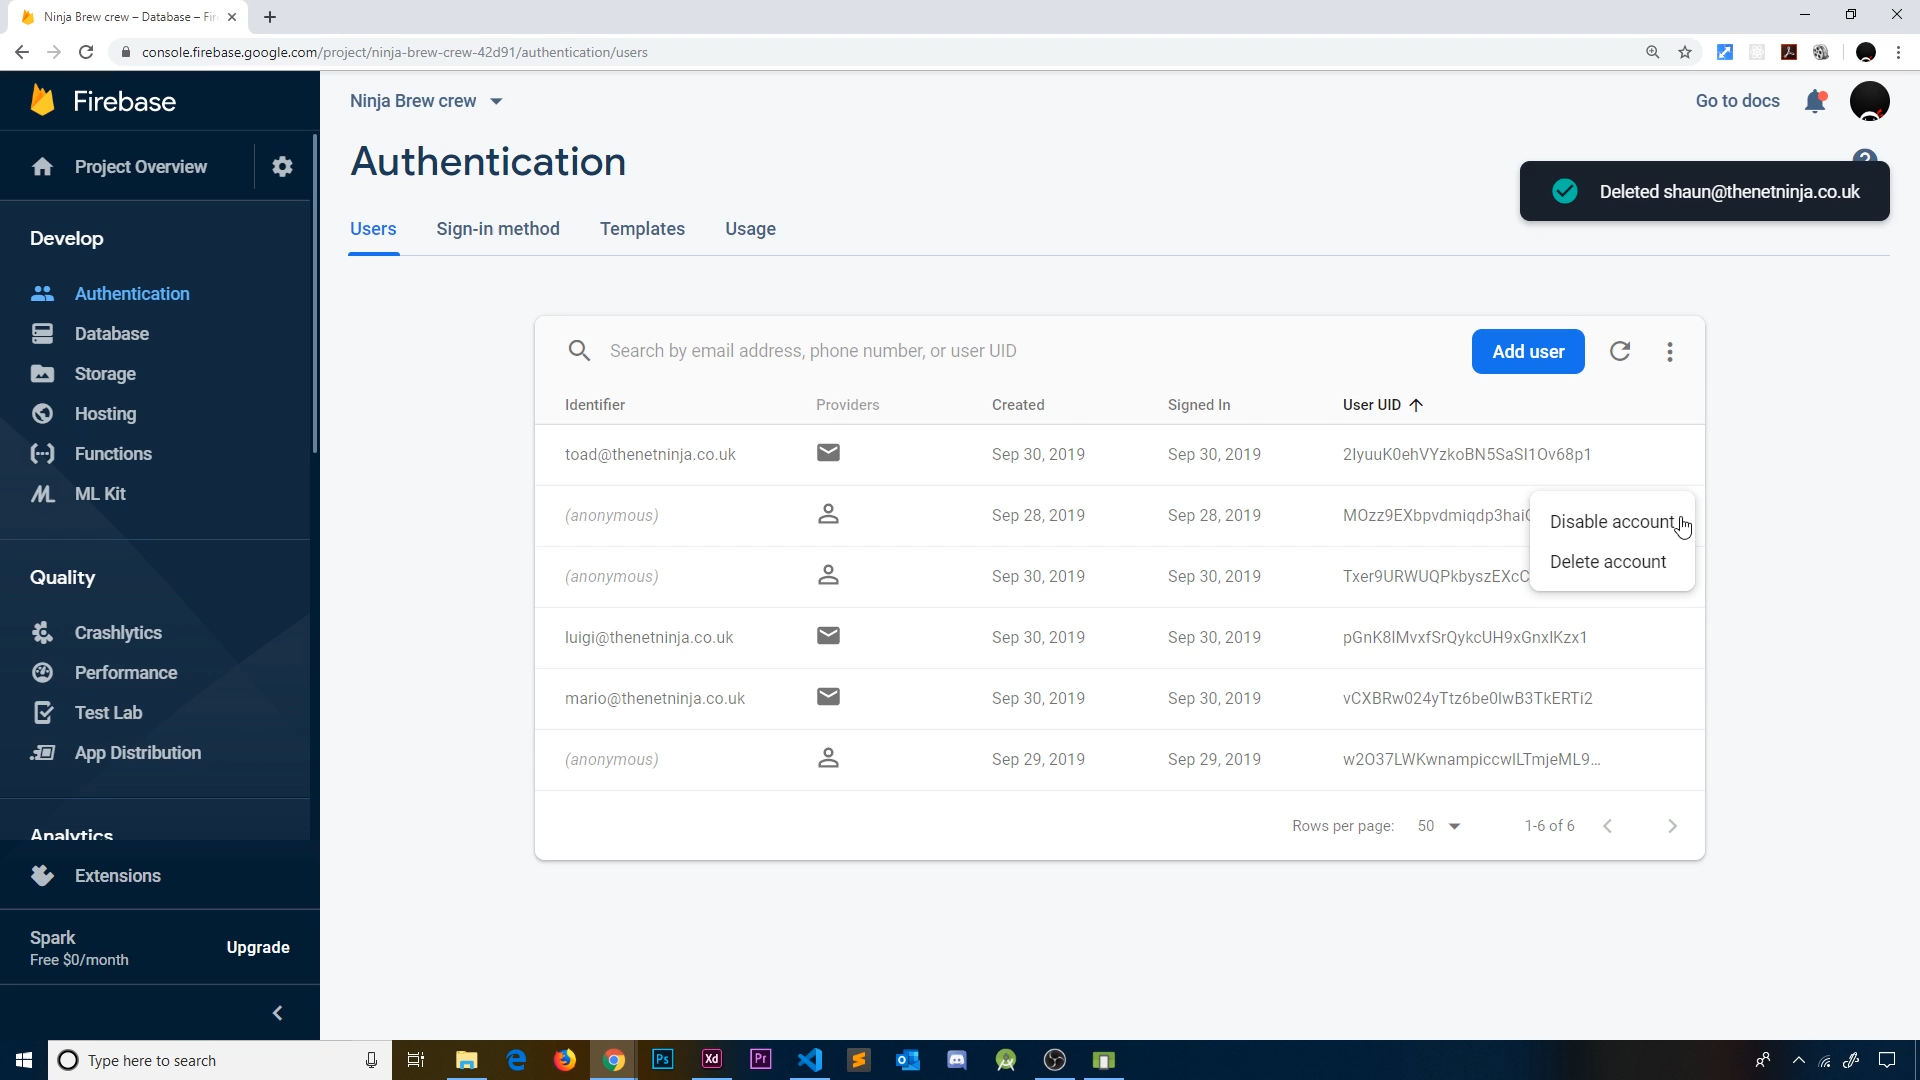 Ninja Brew crew – Database – Fir
console.firebase.google.com/project/ninja-brew-crew-42d91/authentication/users
Firebase
Ninja Brew crew
Go to docs
Project Overview
Authentication
?
Deleted shaun@thenetninja.co.uk
Users Sign-in method Templates Usage
Develop
Authentication
Database
Storage
Hosting
Functions
ML Kit
Quality
Crashlytics
Performance
Test Lab
App Distribution
Analytics
Extensions
Spark
Free $0/month
Upgrade
Search by email address, phone number, or user UID
Add user
Identifier Providers Created Signed In User UID
toad@thenetninja.co.uk Sep 30, 2019 Sep 30, 2019 2IyuuK0ehVYzkoBN5SaSI1Ov68p1
(anonymous) Sep 28, 2019 Sep 28, 2019 MOzz9EXbpvdmiqdp3hai
Disable account
Delete account
(anonymous) Sep 30, 2019 Sep 30, 2019 Txer9URWUQPkbyszEXcC
luigi@thenetninja.co.uk Sep 30, 2019 Sep 30, 2019 pGnK8IMvxfSrQykcUH9xGnxlKzx1
mario@thenetninja.co.uk Sep 30, 2019 Sep 30, 2019 vCXBRw024yTtz6be0lwB3TkERTi2
(anonymous) Sep 29, 2019 Sep 29, 2019 w2O37LWKwnampiccwlLTmjeML9...
Rows per page: 50 1-6 of 6
Type here to search
Ps
Xd
Pr